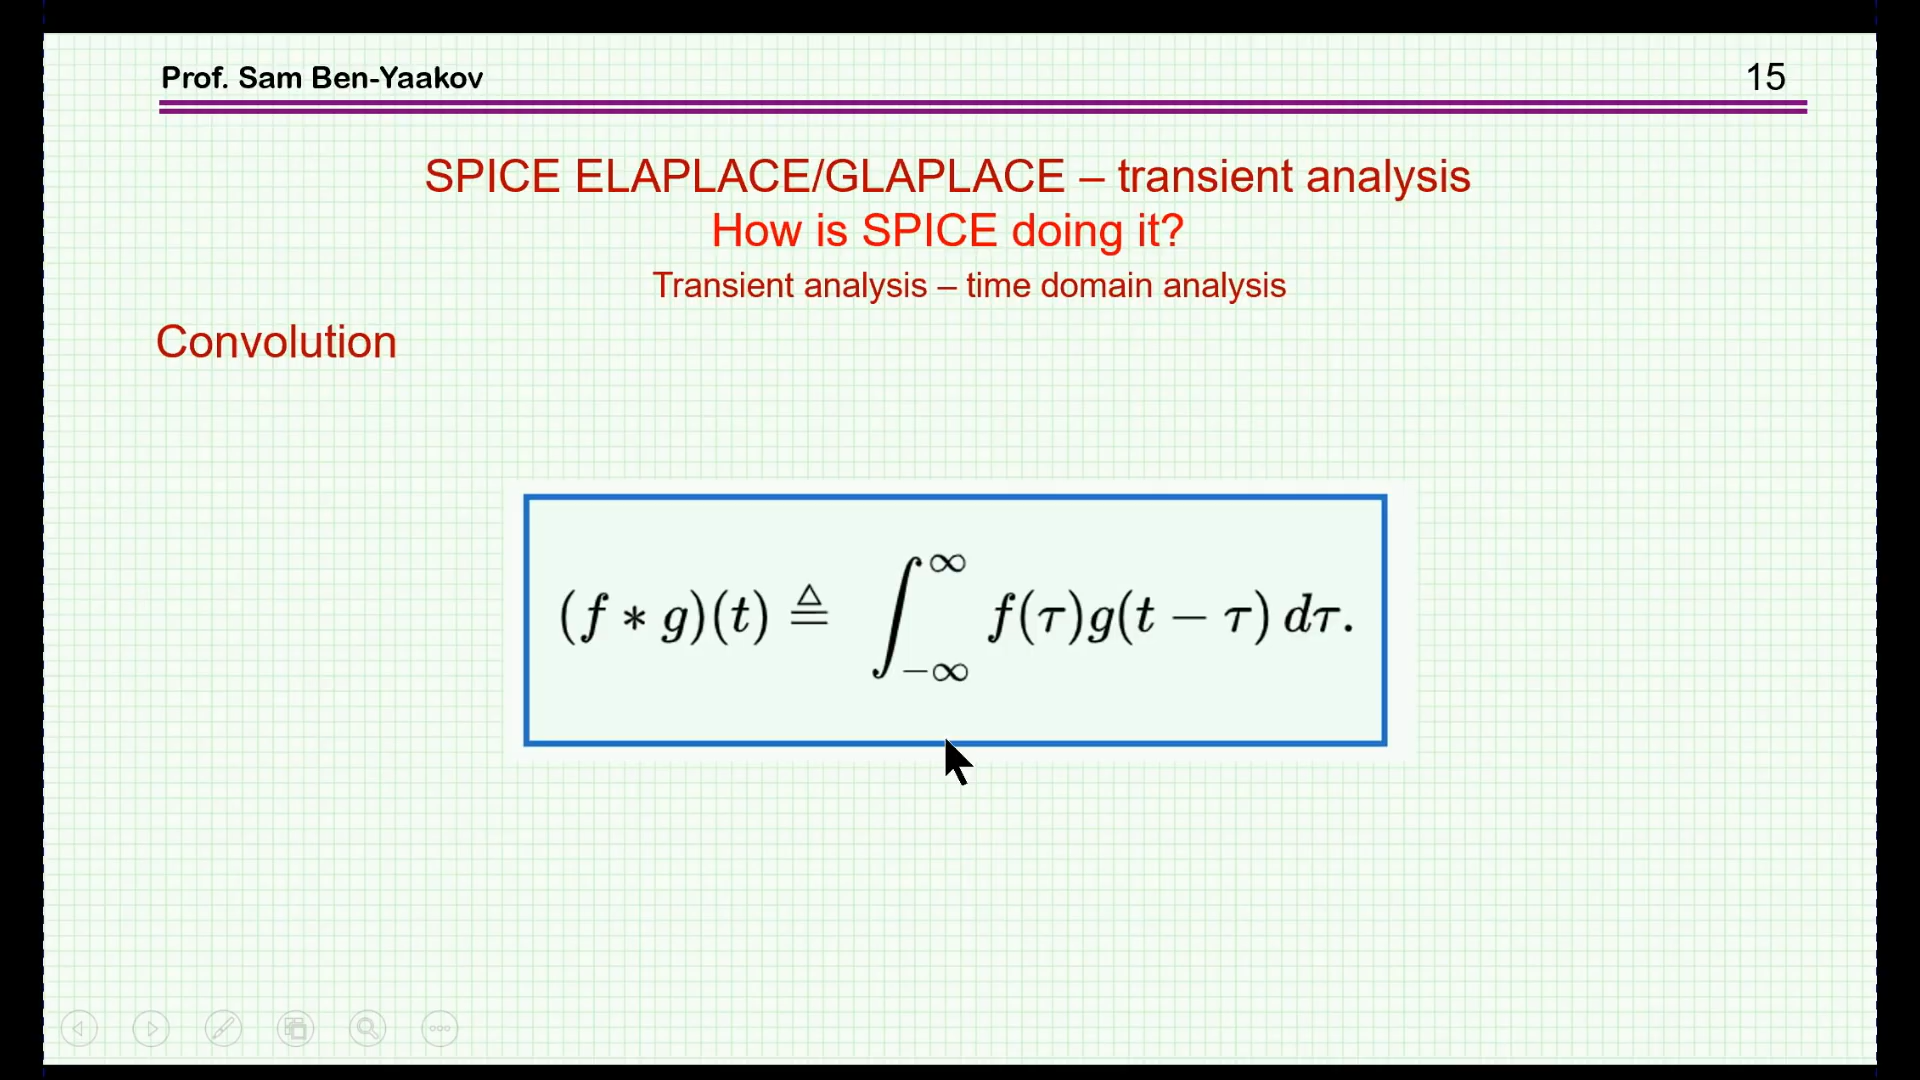 Prof. Sam Ben-Yaakov
15
SPICE ELAPLACE/GLAPLACE – transient analysis
How is SPICE doing it?
Transient analysis – time domain analysis
Convolution
(f ∗ g)(t) ≜ ∫_{−∞}^{∞} f(τ)g(t − τ) dτ.